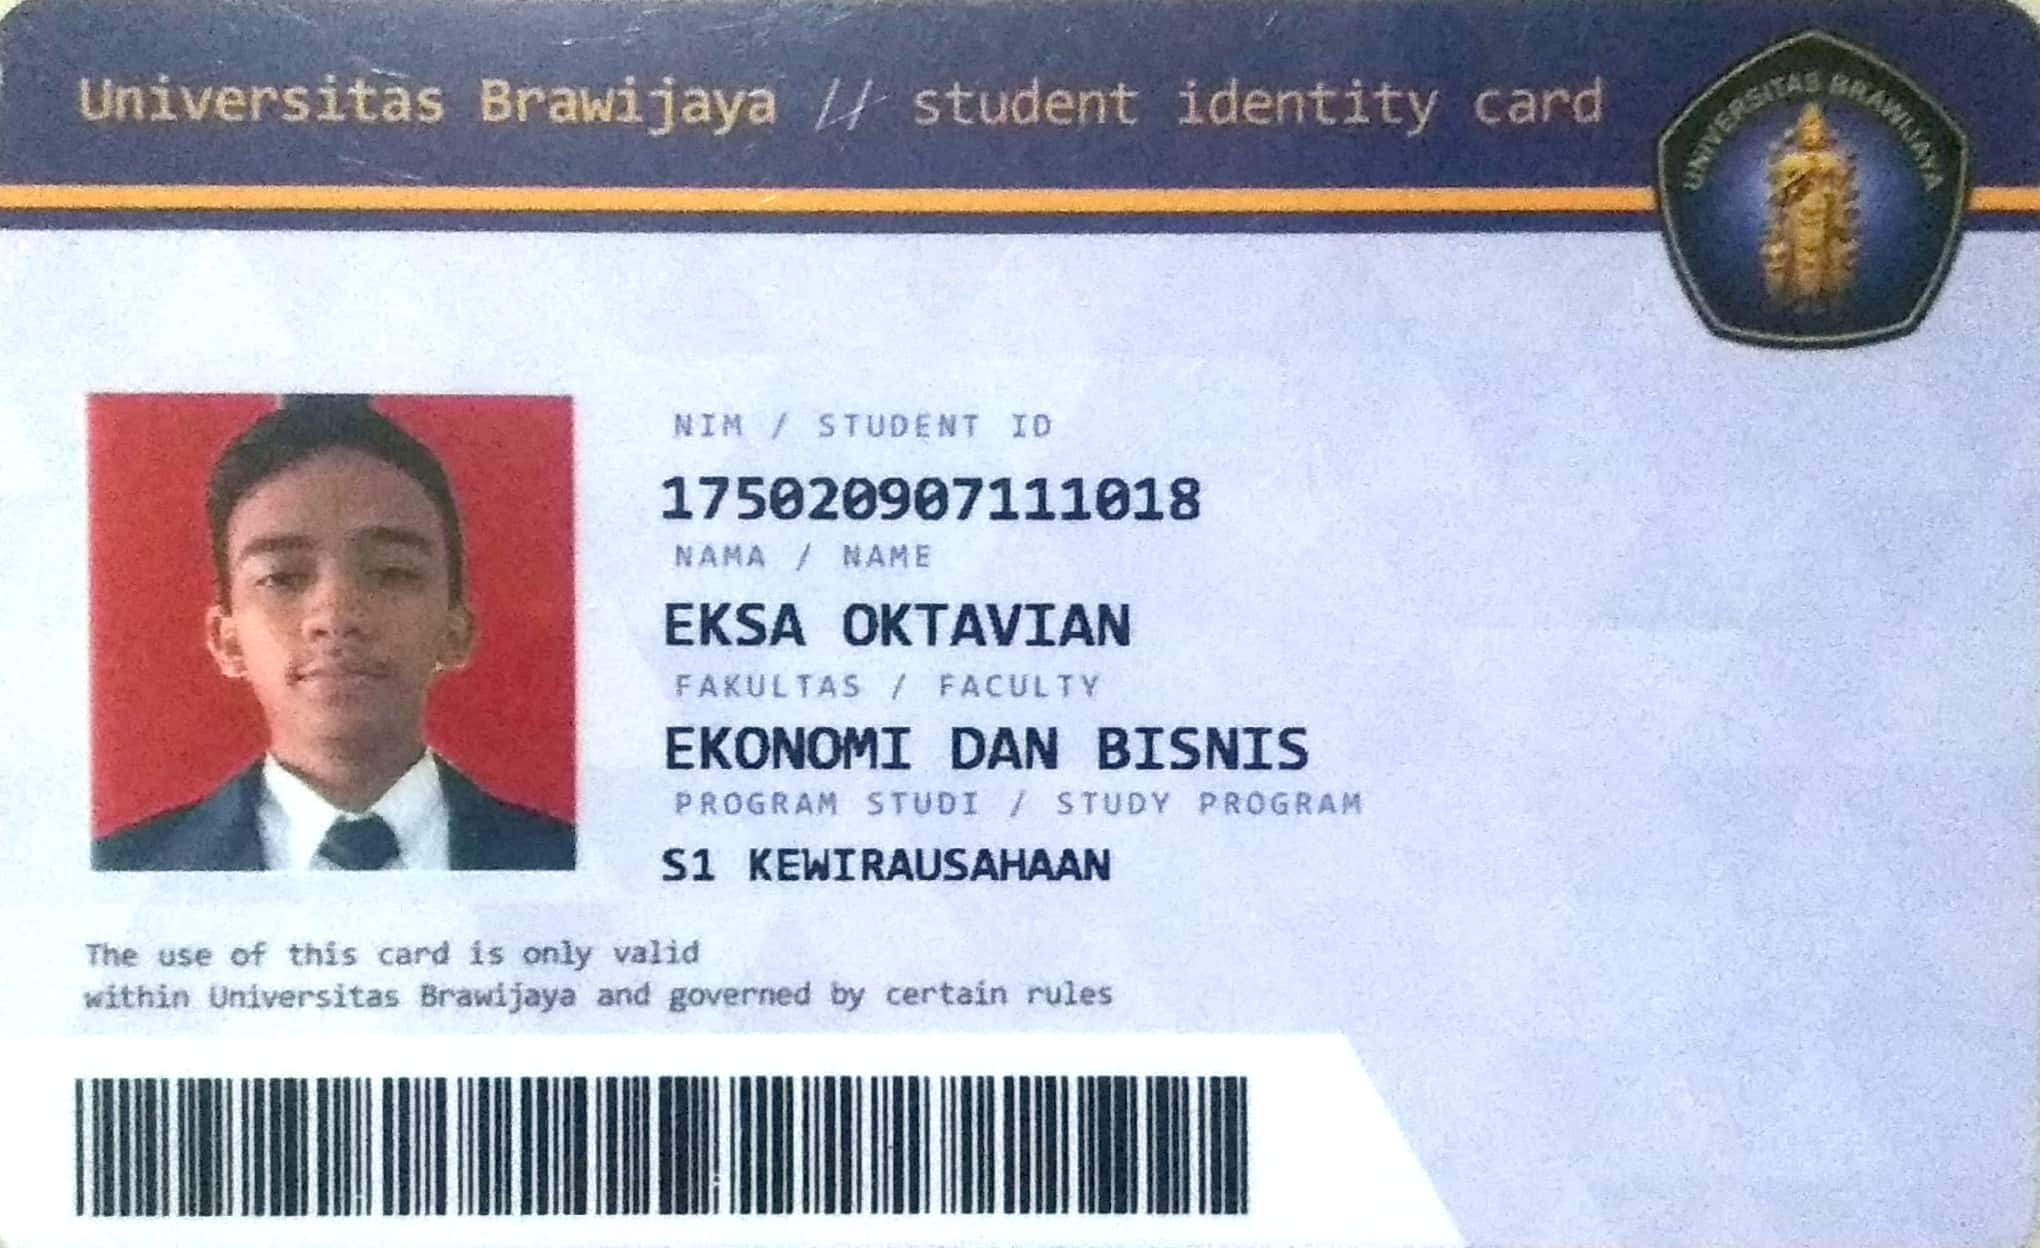 Universitas Brawijaya // student identity card
UNIVERSITAS BRAWIJAYA
NIM / STUDENT ID
175020907111018
NAMA / NAME
EKSA OKTAVIAN
FAKULTAS / FACULTY
EKONOMI DAN BISNIS
PROGRAM STUDI / STUDY PROGRAM
S1 KEWIRAUSAHAAN
The use of this card is only valid
within Universitas Brawijaya and governed by certain rules